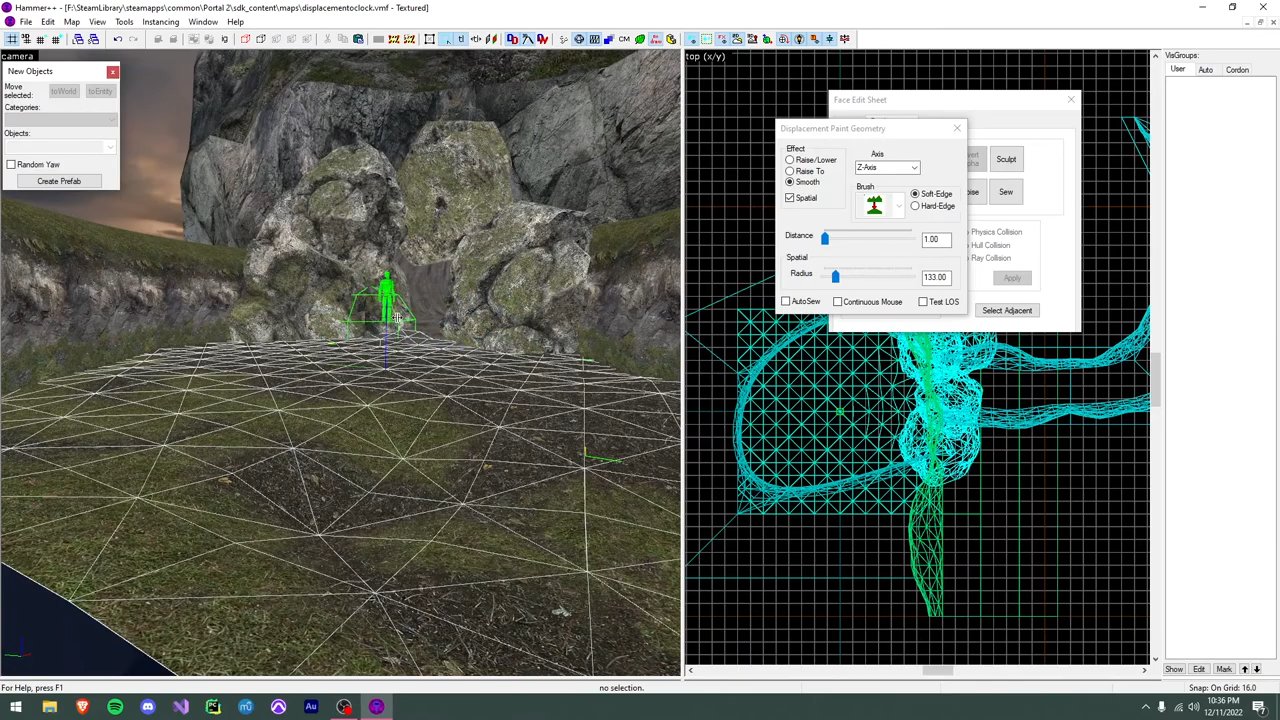 Hammer++ - [F:\SteamLibrary\steamapps\common\Portal 2\sdk_content\maps\displacementoclock.vmf - Textured]
File Edit Map View Tools Instancing Window Help
camera
New Objects
Move selected: toWorld toEntity
Categories:
Objects:
Random Yaw
Create Prefab
top (x/y)
Face Edit Sheet
Sculpt
Sew
Physics Collision
Hull Collision
Ray Collision
Apply
Select Adjacent
Displacement Paint Geometry
Effect
Raise/Lower
Raise To
Smooth
Spatial
Axis
Z-Axis
Brush
Soft-Edge
Hard-Edge
Distance 1.00
Spatial
Radius 133.00
AutoSew Continuous Mouse Test LOS
VisGroups:
User Auto Cordon
Show Edit Mark
For Help, press F1
no selection.
Snap: On Grid: 16.0
10:36 PM
12/11/2022